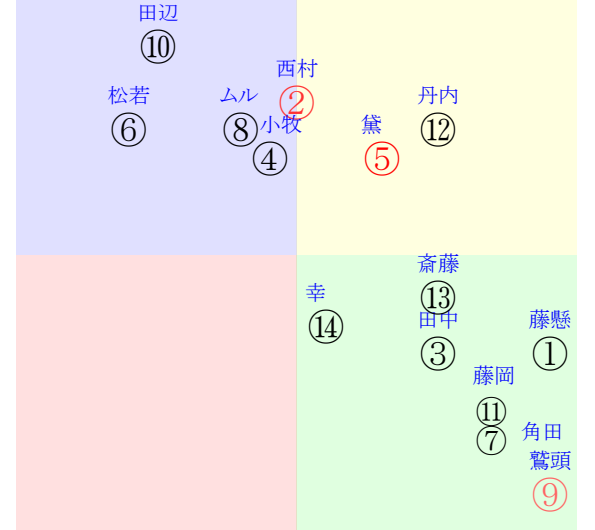 田辺
⑩
西村
②
松若
⑥
ムル
⑧
小牧
④
黛
⑤
丹内
⑫
斎藤
⑬
幸
⑭
田中
③
藤懸
①
藤岡
⑪
角田
⑦
鷲頭
⑨